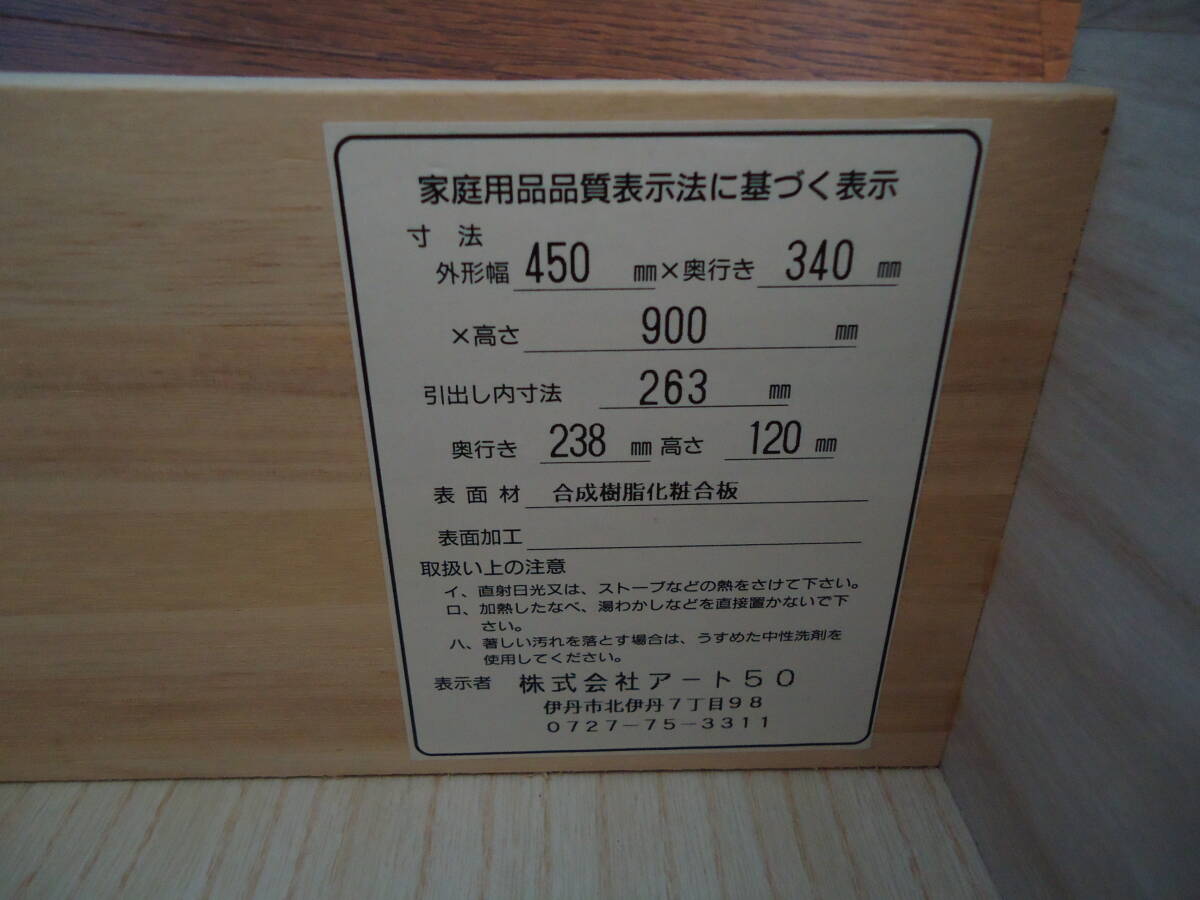 家庭用品品質表示法に基づく表示
寸 法
外形幅 450 ㎜×奥行き 340 ㎜
×高さ 900 ㎜
引出し内寸法 263 ㎜
奥行き 238 ㎜ 高さ 120 ㎜
表 面 材 合成樹脂化粧合板
表面加工
取扱い上の注意
イ、直射日光又は、ストーブなどの熱をさけて下さい。
ロ、加熱したなべ、湯わかしなどを直接置かないで下
さい。
ハ、著しい汚れを落とす場合は、うすめた中性洗剤を
使用してください。
表示者 株式会社アート50
伊丹市北伊丹7丁目98
0727-75-3311